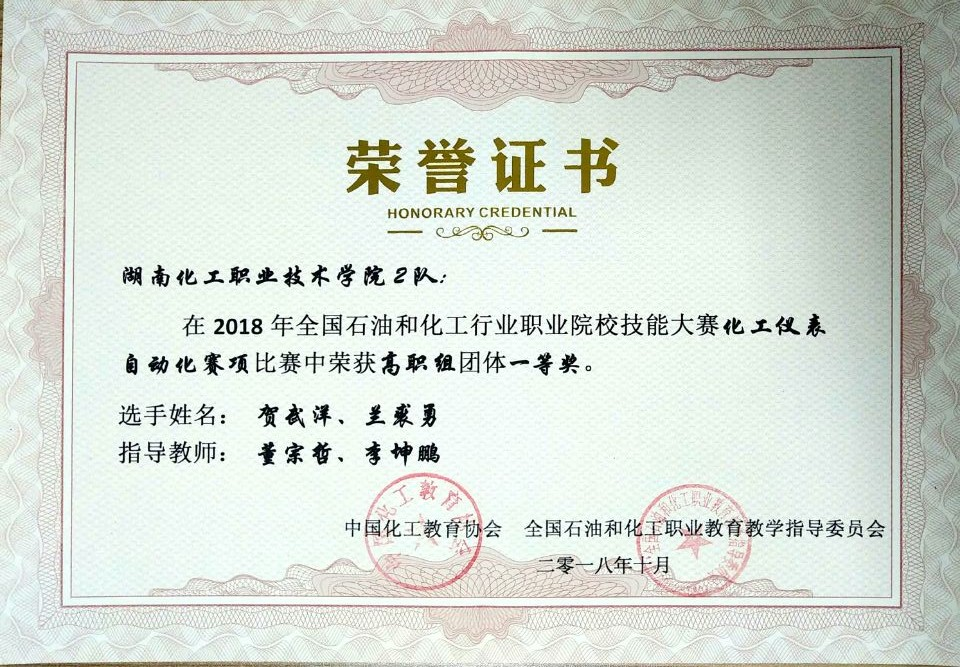 荣誉证书
HONORARY CREDENTIAL
湖南化工职业技术学院2队:
在2018年全国石油和化工行业职业院校技能大赛化工仪表
自动化赛项比赛中荣获高职组团体一等奖。
选手姓名： 贺武洋、兰裘勇
指导教师： 董宗哲、李坤鹏
中国化工教育协会 全国石油和化工职业教育教学指导委员会
二零一八年十月